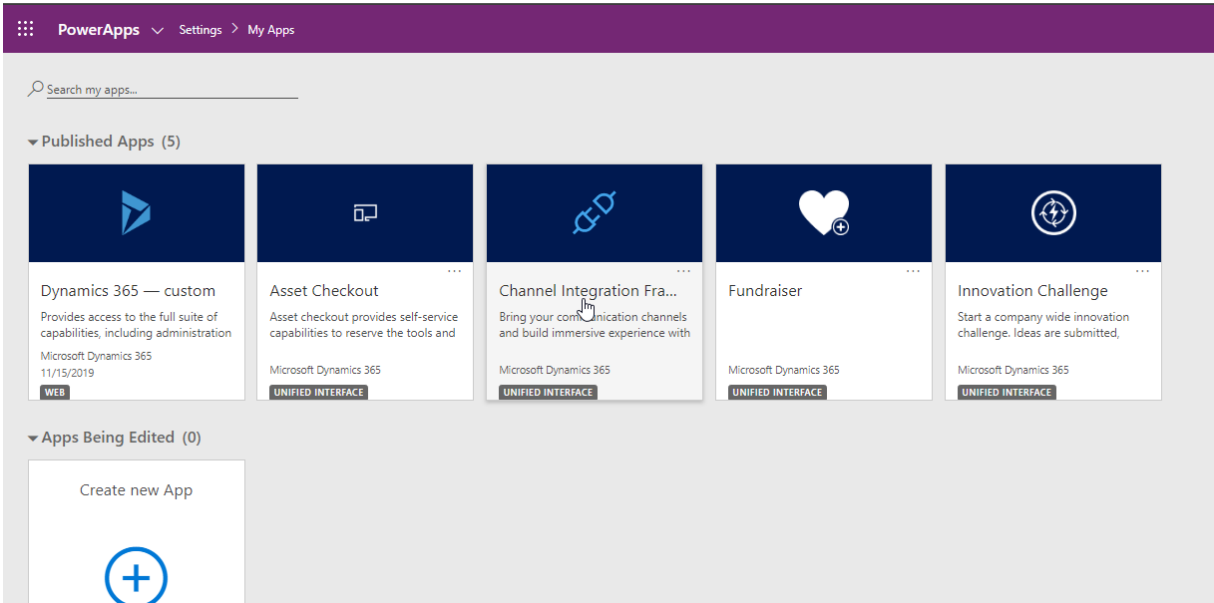 PowerApps Settings > My Apps
Search my apps...
Published Apps (5)
Dynamics 365 — custom
Provides access to the full suite of
capabilities, including administration
Microsoft Dynamics 365
11/15/2019
WEB
...
Asset Checkout
Asset checkout provides self-service
capabilities to reserve the tools and
Microsoft Dynamics 365
UNIFIED INTERFACE
...
Channel Integration Fra...
Bring your communication channels
and build immersive experience with
Microsoft Dynamics 365
UNIFIED INTERFACE
...
Fundraiser
Microsoft Dynamics 365
UNIFIED INTERFACE
...
Innovation Challenge
Start a company wide innovation
challenge. Ideas are submitted,
Microsoft Dynamics 365
UNIFIED INTERFACE
Apps Being Edited (0)
Create new App